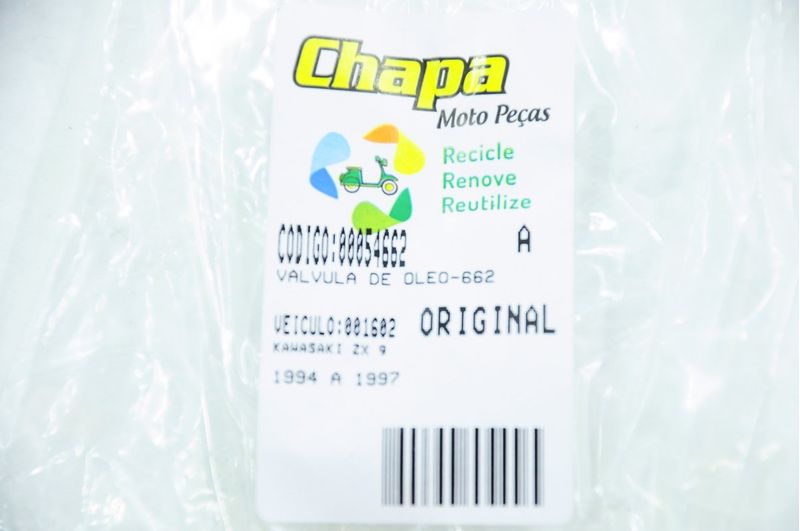 Chapa
Moto Peças
Recicle
Renove
Reutilize
CODIGO:00054662 A
VALVULA DE OLEO-662
VEICULO:001602 ORIGINAL
KAWASAKI ZX 9
1994 A 1997